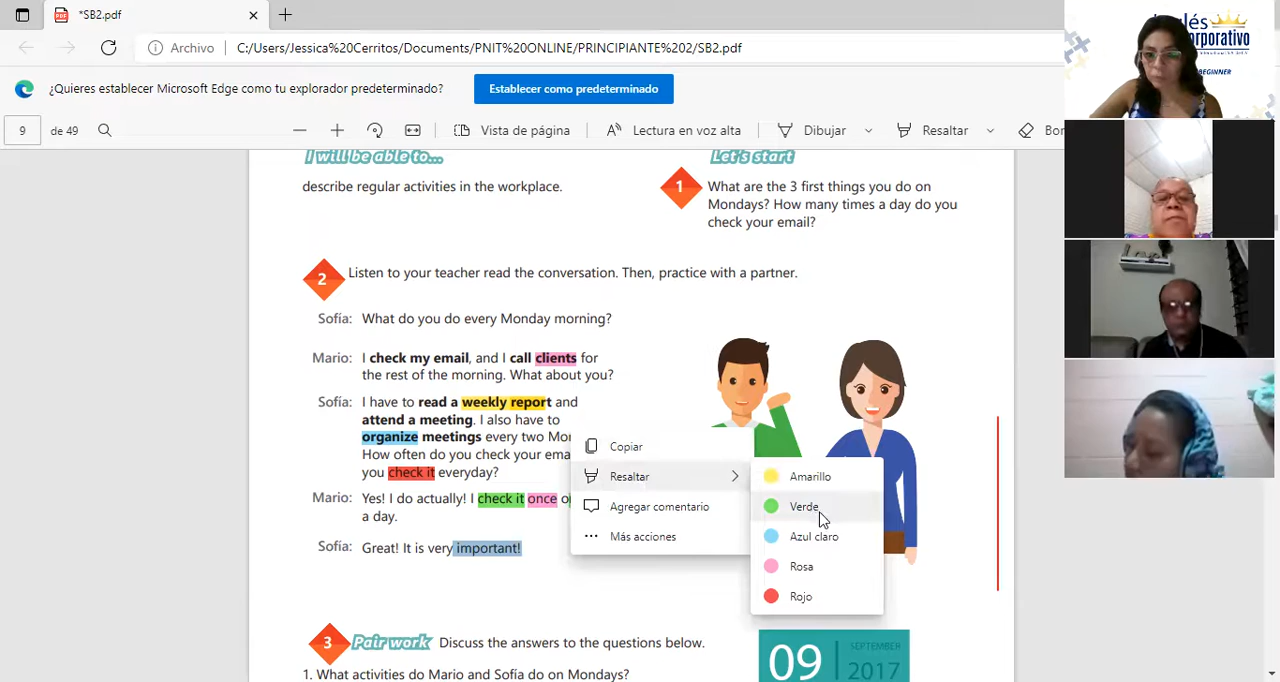 *SB2.pdf
Archivo
C:/Users/Jessica%20Cerritos/Documents/PNIT%20ONLINE/PRINCIPIANTE%202/SB2.pdf
¿Quieres establecer Microsoft Edge como tu explorador predeterminado?
Establecer como predeterminado
9 de 49
Vista de página
Lectura en voz alta
Dibujar
Resaltar
Bor
I will be able to...
describe regular activities in the workplace.
Let's start
1
What are the 3 first things you do on
Mondays? How many times a day do you
check your email?
2
Listen to your teacher read the conversation. Then, practice with a partner.
Sofía: What do you do every Monday morning?
Mario: I check my email, and I call clients for
the rest of the morning. What about you?
Sofía: I have to read a weekly report and
attend a meeting. I also have to
organize meetings every two Mo
How often do you check your ema
you check it everyday?
Mario: Yes! I do actually! I check it once o
a day.
Sofía: Great! It is very important!
Copiar
Resaltar
Agregar comentario
Más acciones
Amarillo
Verde
Azul claro
Rosa
Rojo
3
Pair work Discuss the answers to the questions below.
1. What activities do Mario and Sofía do on Mondays?
09
SEPTEMBER
2017
Inglés
orporativo
BEGINNER